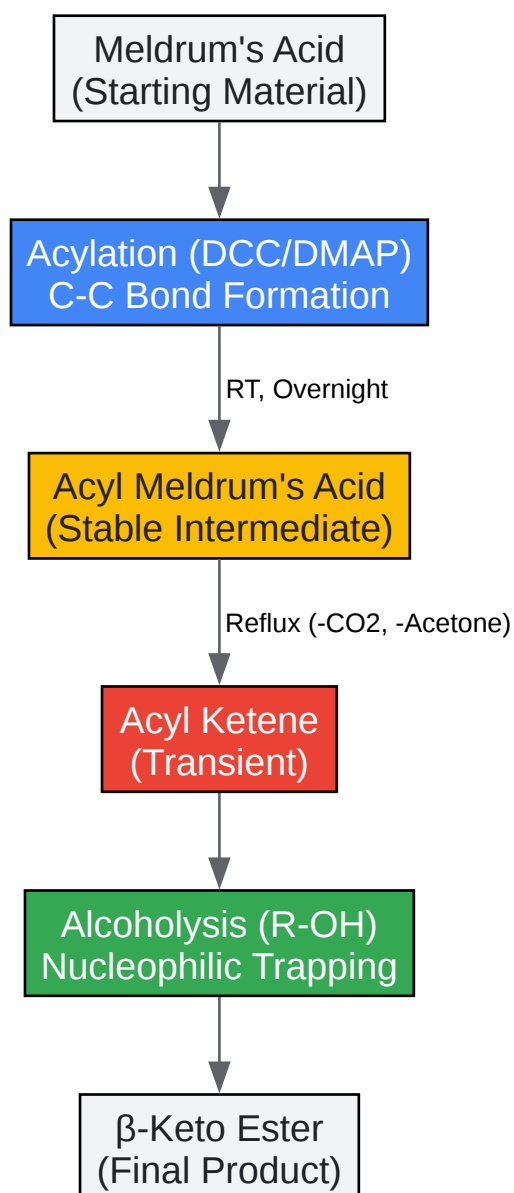 Meldrum's Acid
(Starting Material)
Acylation (DCC/DMAP)
C-C Bond Formation
RT, Overnight
Acyl Meldrum's Acid
(Stable Intermediate)
Reflux (-CO2, -Acetone)
Acyl Ketene
(Transient)
Alcoholysis (R-OH)
Nucleophilic Trapping
β-Keto Ester
(Final Product)